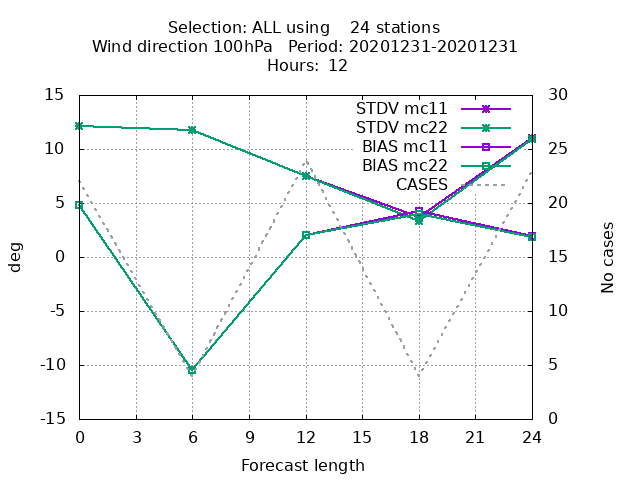 Selection: ALL using    24 stations
Wind direction 100hPa   Period: 20201231-20201231
Hours: 12
15 30
STDV mc11
STDV mc22
10 25
BIAS mc11
BIAS mc22
CASES
5 20
0 15
deg
No cases
-5 10
-10 5
-15 0
0 3 6 9 12 15 18 21 24
Forecast length